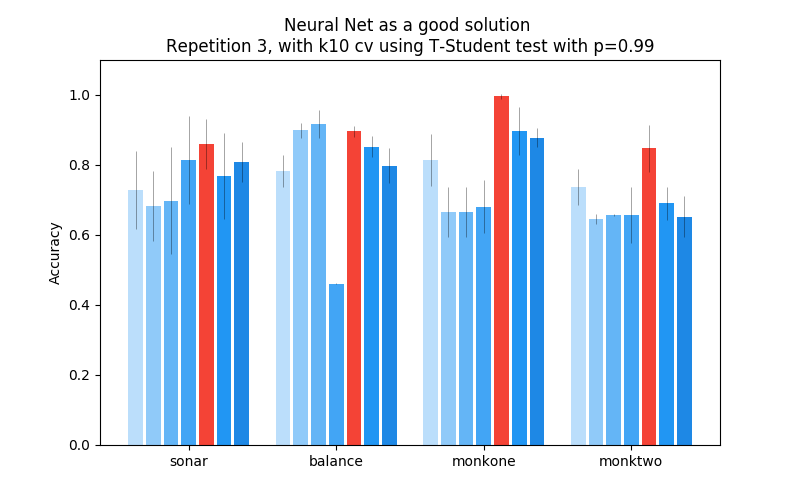 Neural Net as a good solution
Repetition 3, with k10 cv using T-Student test with p=0.99
1.0
0.8
0.6
0.4
0.2
0.0
Accuracy
sonar
balance
monkone
monktwo